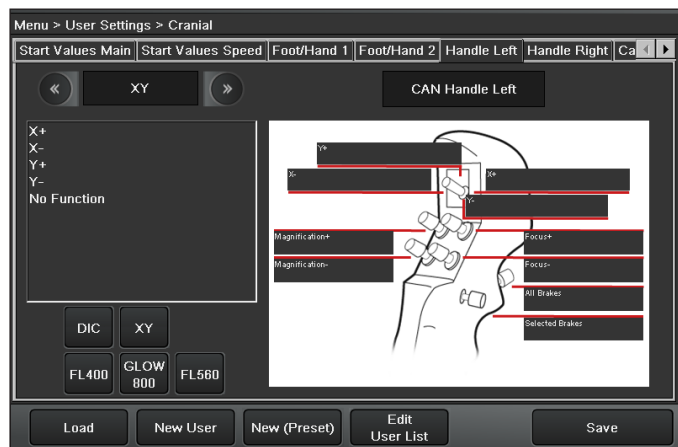 Menu > User Settings > Cranial
Start Values Main
Start Values Speed
Foot/Hand 1
Foot/Hand 2
Handle Left
Handle Right
Ca
XY
CAN Handle Left
X+
X-
Y+
Y-
No Function
Y+
X-
X+
Y-
Magnification+
Focus+
Magnification-
Focus-
All Brakes
Selected Brakes
DIC
XY
FL400
GLOW
800
FL560
Load
New User
New (Preset)
Edit
User List
Save